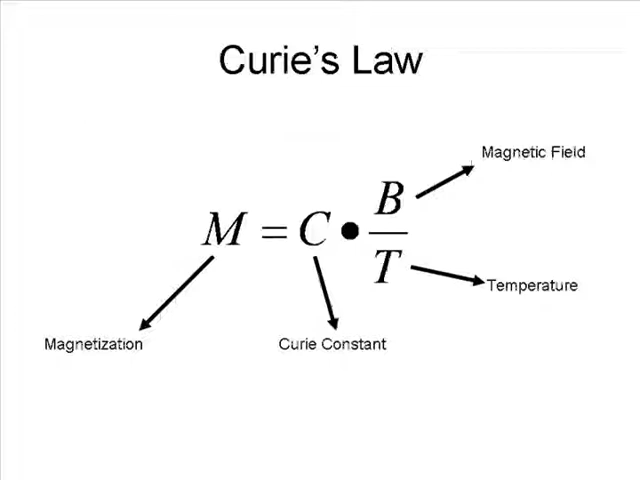 Curie's Law
Magnetic Field
M = C • B/T
Temperature
Magnetization
Curie Constant